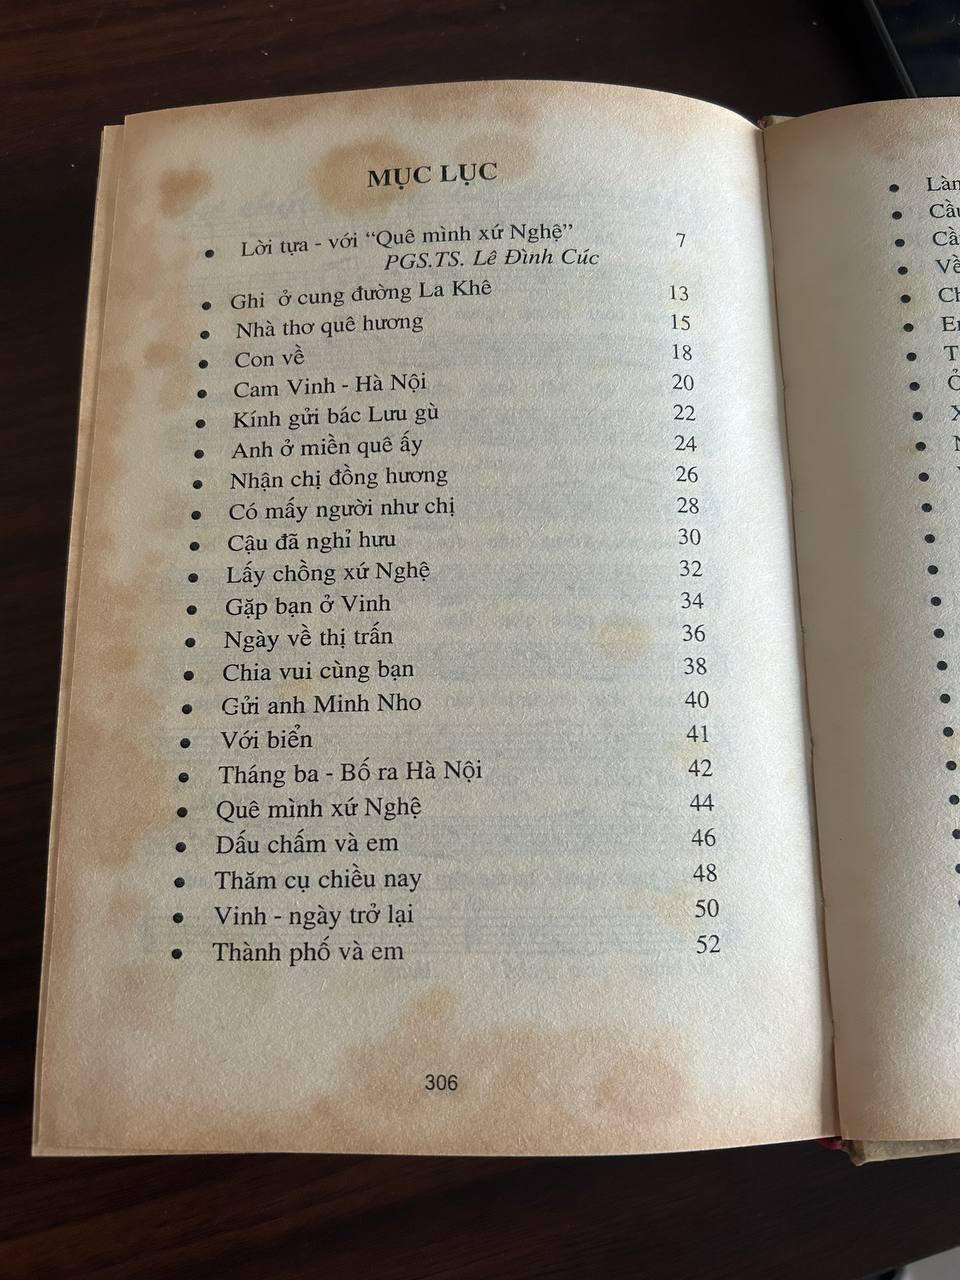 MỤC LỤC
• Lời tựa - với “Quê mình xứ Nghệ” 7
PGS.TS. Lê Đình Cúc
• Ghi ở cung đường La Khê 13
• Nhà thơ quê hương 15
• Con về 18
• Cam Vinh - Hà Nội 20
• Kính gửi bác Lưu gù 22
• Anh ở miền quê ấy 24
• Nhận chị đồng hương 26
• Có mấy người như chị 28
• Cậu đã nghỉ hưu 30
• Lấy chồng xứ Nghệ 32
• Gặp bạn ở Vinh 34
• Ngày về thị trấn 36
• Chia vui cùng bạn 38
• Gửi anh Minh Nho 40
• Với biển 41
• Tháng ba - Bố ra Hà Nội 42
• Quê mình xứ Nghệ 44
• Dấu chấm và em 46
• Thăm cụ chiều nay 48
• Vinh - ngày trở lại 50
• Thành phố và em 52
306
• Về